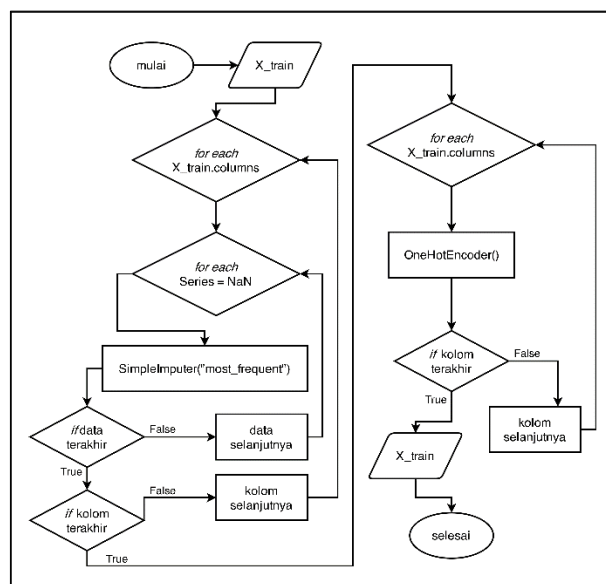 mulai
X_train
for each
X_train.columns
for each
Series = NaN
SimpleImputer("most_frequent")
if data
terakhir
False
data
selanjutnya
True
if kolom
terakhir
False
kolom
selanjutnya
True
for each
X_train.columns
OneHotEncoder()
if kolom
terakhir
False
kolom
selanjutnya
True
X_train
selesai